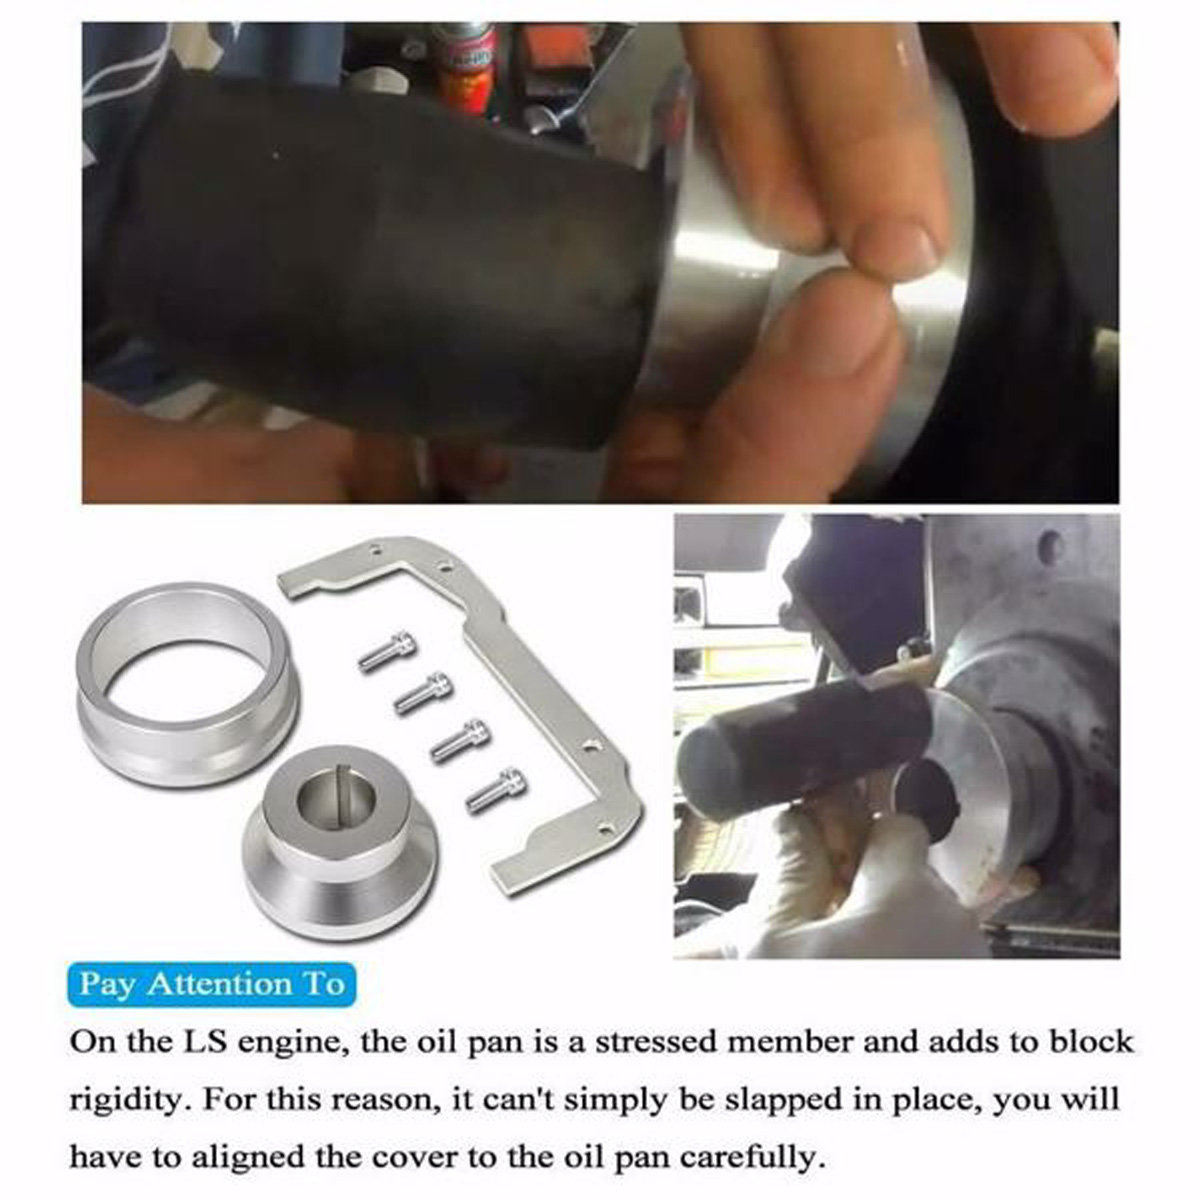 Pay Attention To
On the LS engine, the oil pan is a stressed member and adds to block
rigidity. For this reason, it can't simply be slapped in place, you will
have to aligned the cover to the oil pan carefully.